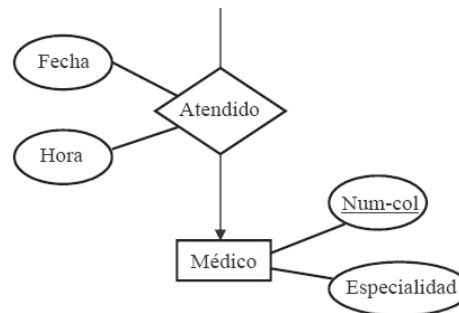 Fecha
Atendido
Hora
Num-col
Médico
Especialidad